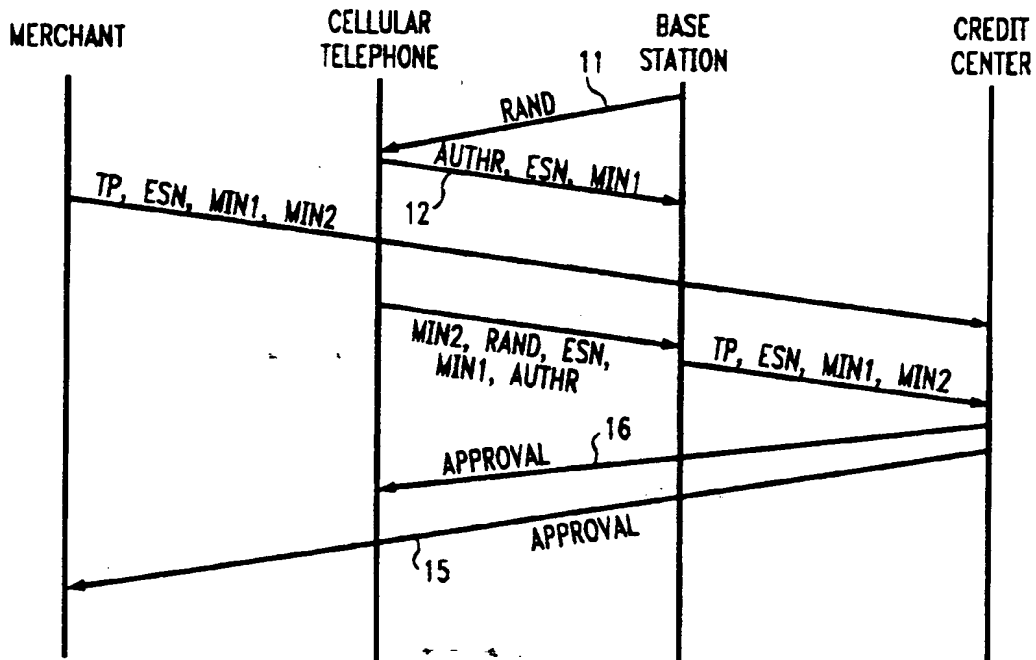 MERCHANT
CELLULAR
TELEPHONE
BASE
STATION
CREDIT
CENTER
11
RAND
AUTHR, ESN, MIN1
12
TP, ESN, MIN1, MIN2
MIN2, RAND, ESN,
MIN1, AUTHR
TP, ESN, MIN1, MIN2
16
APPROVAL
APPROVAL
15